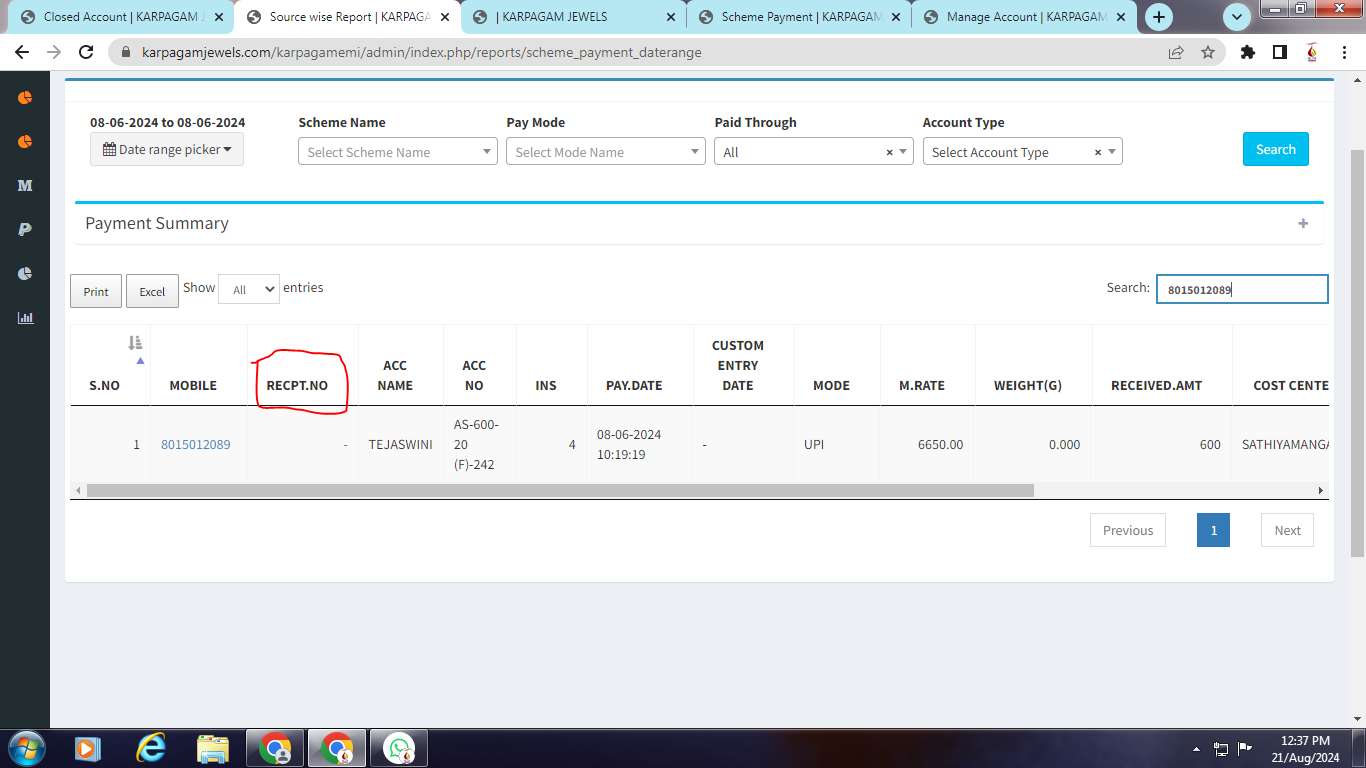 Closed Account | KARPAGAM J
Source wise Report | KARPAGA
| KARPAGAM JEWELS
Scheme Payment | KARPAGAM
Manage Account | KARPAGAM
karpagamjewels.com/karpagamemi/admin/index.php/reports/scheme_payment_daterange
08-06-2024 to 08-06-2024
Date range picker
Scheme Name
Select Scheme Name
Pay Mode
Select Mode Name
Paid Through
All ×
Account Type
Select Account Type ×
Search
M
P
Payment Summary +
Print Excel Show All entries
Search: 8015012089
S.NO MOBILE RECPT.NO ACC NAME ACC NO INS PAY.DATE CUSTOM ENTRY DATE MODE M.RATE WEIGHT(G) RECEIVED.AMT COST CENTE
1 8015012089 - TEJASWINI AS-600-20 (F)-242 4 08-06-2024 10:19:19 - UPI 6650.00 0.000 600 SATHIYAMANGA
Previous 1 Next
12:37 PM
21/Aug/2024